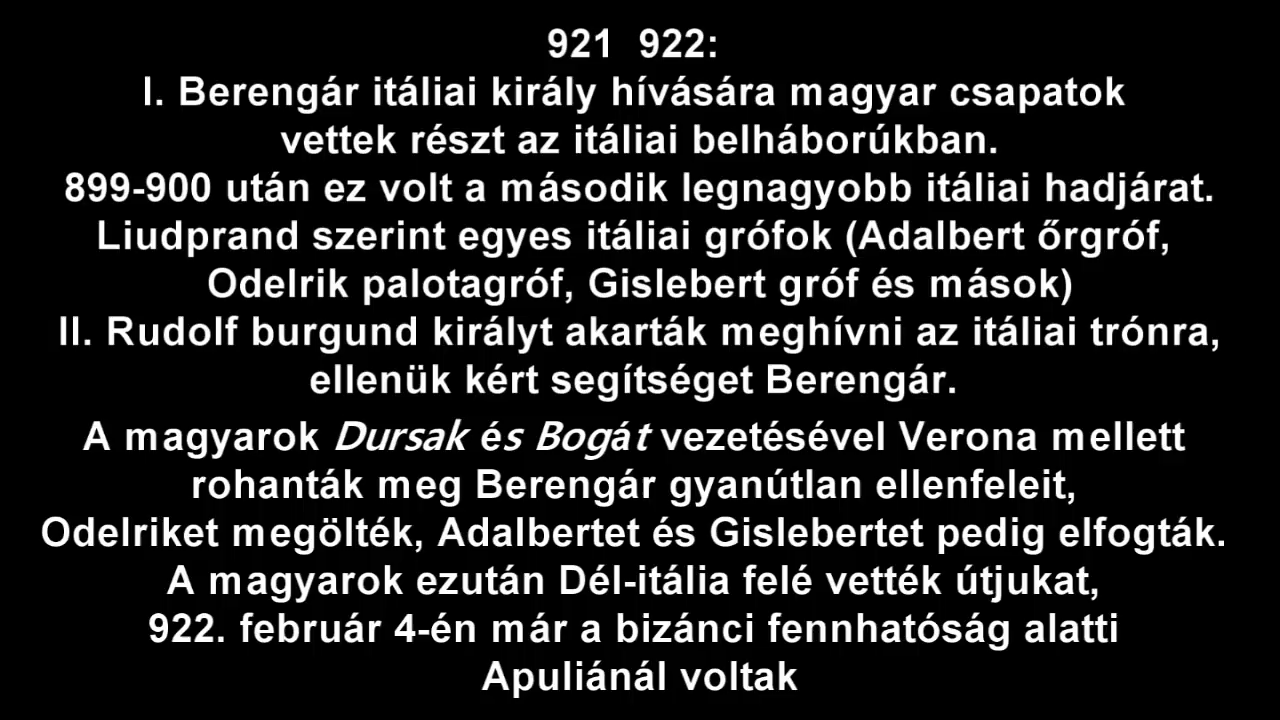 921 922:
I. Berengár itáliai király hívására magyar csapatok
vettek részt az itáliai belháborúkban.
899-900 után ez volt a második legnagyobb itáliai hadjárat.
Liudprand szerint egyes itáliai grófok (Adalbert őrgróf,
Odelrik palotagróf, Gislebert gróf és mások)
II. Rudolf burgund királyt akarták meghívni az itáliai trónra,
ellenük kért segítséget Berengár.
A magyarok Dursak és Bogát vezetésével Verona mellett
rohanták meg Berengár gyanútlan ellenfeleit,
Odelriket megölték, Adalbertet és Gislebertet pedig elfogták.
A magyarok ezután Dél-itália felé vették útjukat,
922. február 4-én már a bizánci fennhatóság alatti
Apuliánál voltak